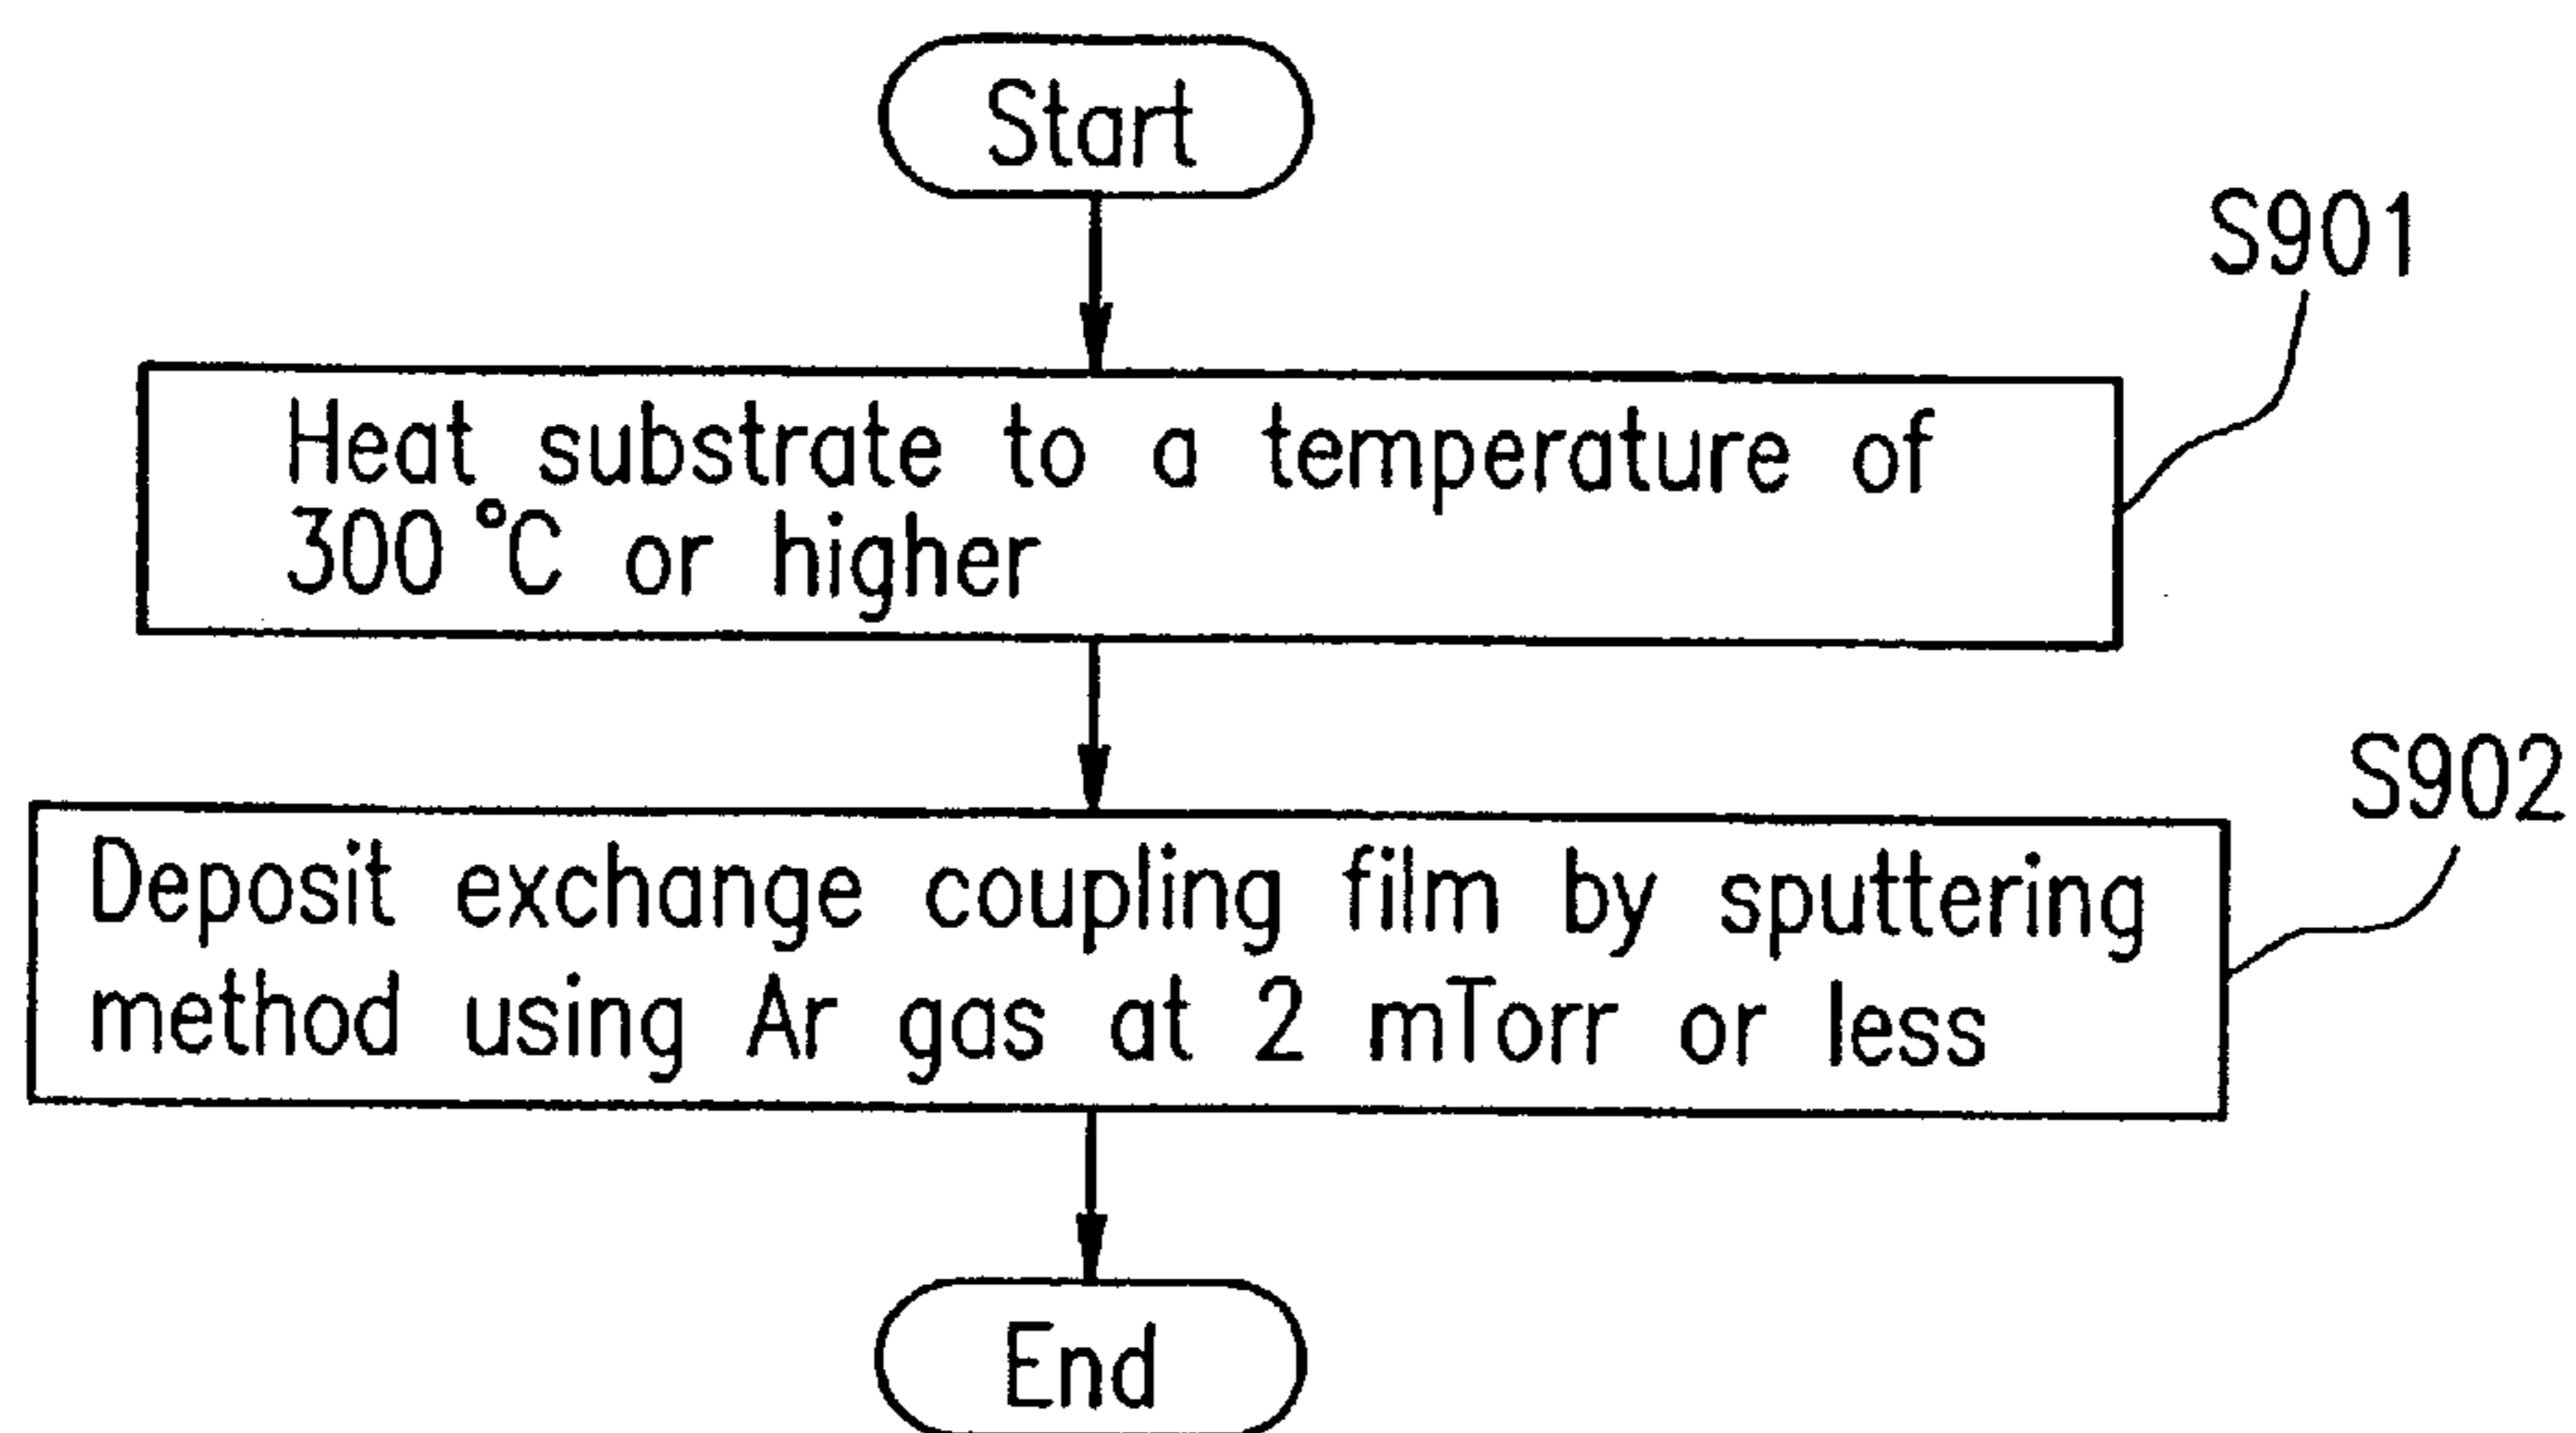 Start
S901
Heat substrate to a temperature of
300 °C or higher
S902
Deposit exchange coupling film by sputtering
method using Ar gas at 2 mTorr or less
End